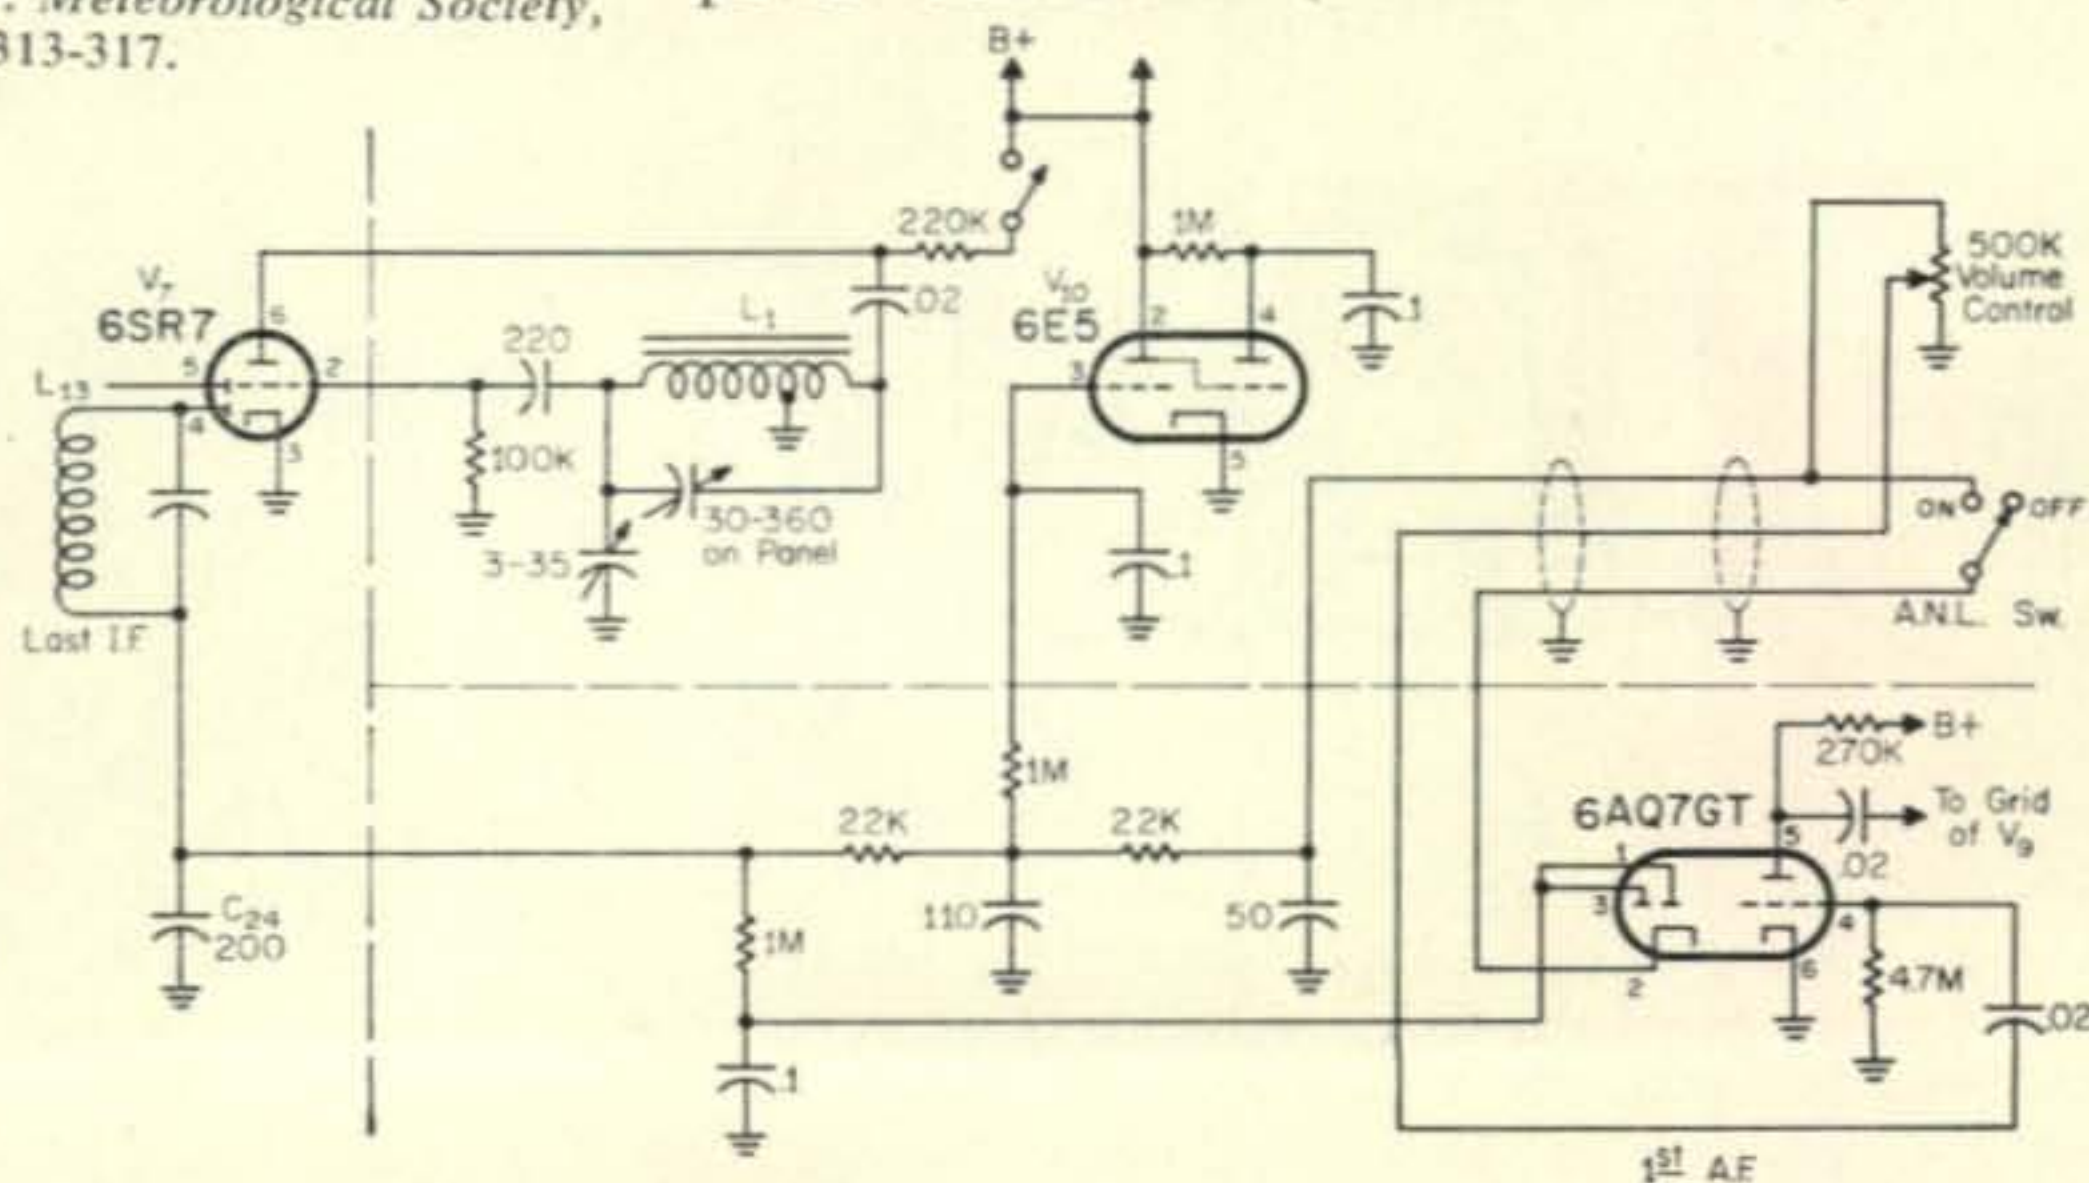 . Meteorological Society,
313-317.
B+
220K
1M
500K
Volume
Control
V7
6SR7
6
5
2
4
3
L13
Last I.F.
220
L1
.02
100K
30-360
on Panel
3-35
V10
6E5
2
4
3
5
.1
.1
ON
OFF
A.N.L. Sw.
B+
270K
6AQ7GT
To Grid
of V9
.02
5
1
3
4
2
6
1M
22K
22K
C24
200
1M
110
50
4.7M
.02
.1
1st A.F.